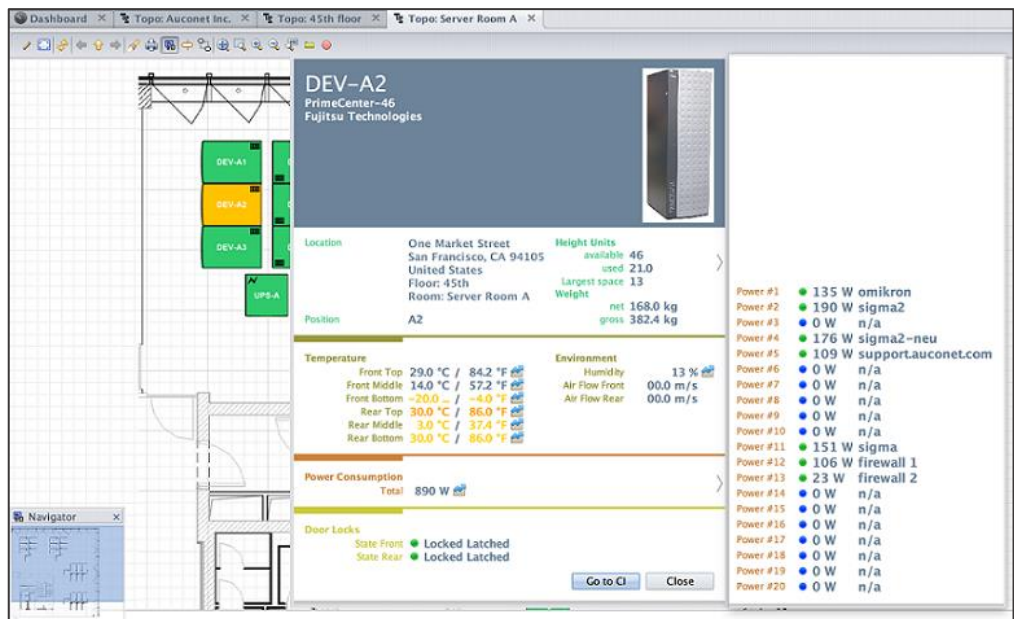 Dashboard
Topo: Auconet Inc.
Topo: 45th floor
Topo: Server Room A
DEV-A1
DEV-A2
DEV-A3
UPS-A
Navigator
DEV-A2
PrimeCenter-46
Fujitsu Technologies
Location One Market Street
San Francisco, CA 94105
United States
Floor: 45th
Room: Server Room A
Position A2
Height Units
available 46
used 21.0
Largest space 13
Weight
net 168.0 kg
gross 382.4 kg
Temperature
Front Top 29.0 °C / 84.2 °F
Front Middle 14.0 °C / 57.2 °F
Front Bottom -20.0 ... / -4.0 °F
Rear Top 30.0 °C / 86.0 °F
Rear Middle 3.0 °C / 37.4 °F
Rear Bottom 30.0 °C / 86.0 °F
Environment
Humidity 13 %
Air Flow Front 00.0 m/s
Air Flow Rear 00.0 m/s
Power Consumption
Total 890 W
Door Locks
State Front Locked Latched
State Rear Locked Latched
Go to CI
Close
Power #1 135 W omikron
Power #2 190 W sigma2
Power #3 0 W n/a
Power #4 176 W sigma2-neu
Power #5 109 W support.auconet.com
Power #6 0 W n/a
Power #7 0 W n/a
Power #8 0 W n/a
Power #9 0 W n/a
Power #10 0 W n/a
Power #11 151 W sigma
Power #12 106 W firewall 1
Power #13 23 W firewall 2
Power #14 0 W n/a
Power #15 0 W n/a
Power #16 0 W n/a
Power #17 0 W n/a
Power #18 0 W n/a
Power #19 0 W n/a
Power #20 0 W n/a